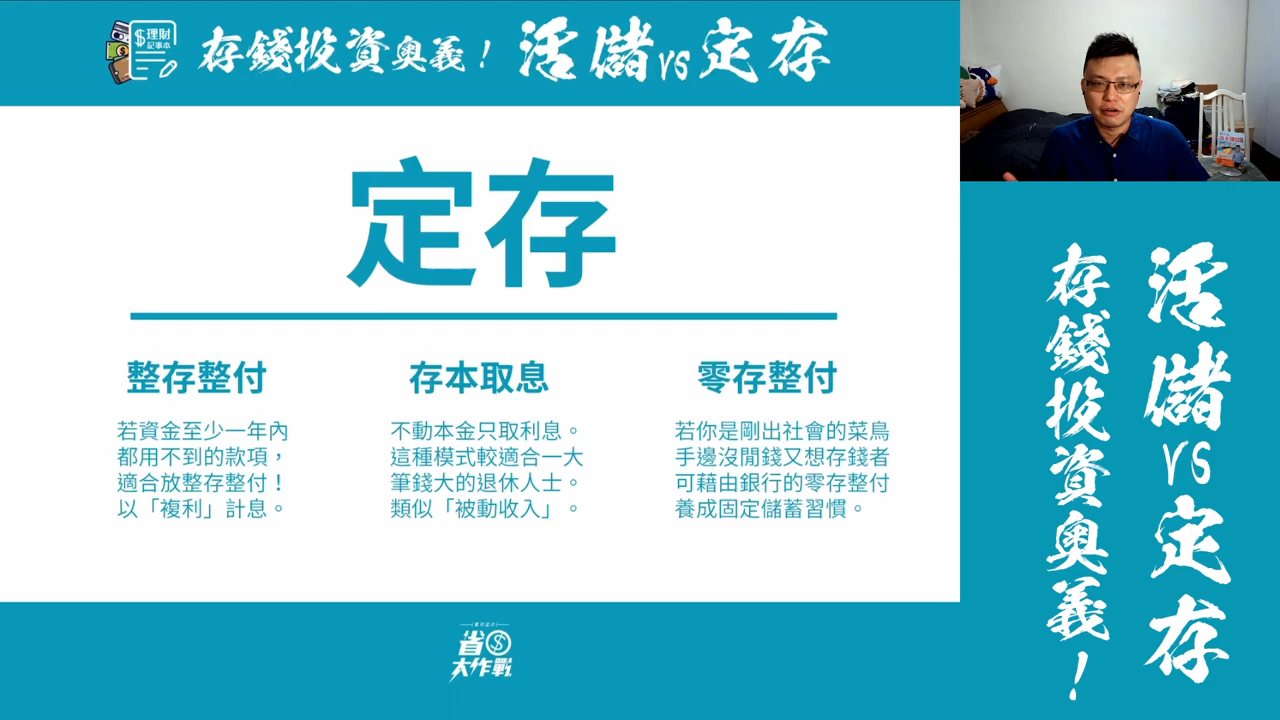 $理財
記事本
存錢投資奧義！ 活儲vs定存
定存
整存整付
若資金至少一年內
都用不到的款項，
適合放整存整付！
以「複利」計息。
存本取息
不動本金只取利息。
這種模式較適合一大
筆錢大的退休人士。
類似「被動收入」。
零存整付
若你是剛出社會的菜鳥
手邊沒閒錢又想存錢者
可藉由銀行的零存整付
養成固定儲蓄習慣。
省$
大作戰
活儲vs定存
存錢投資奧義！